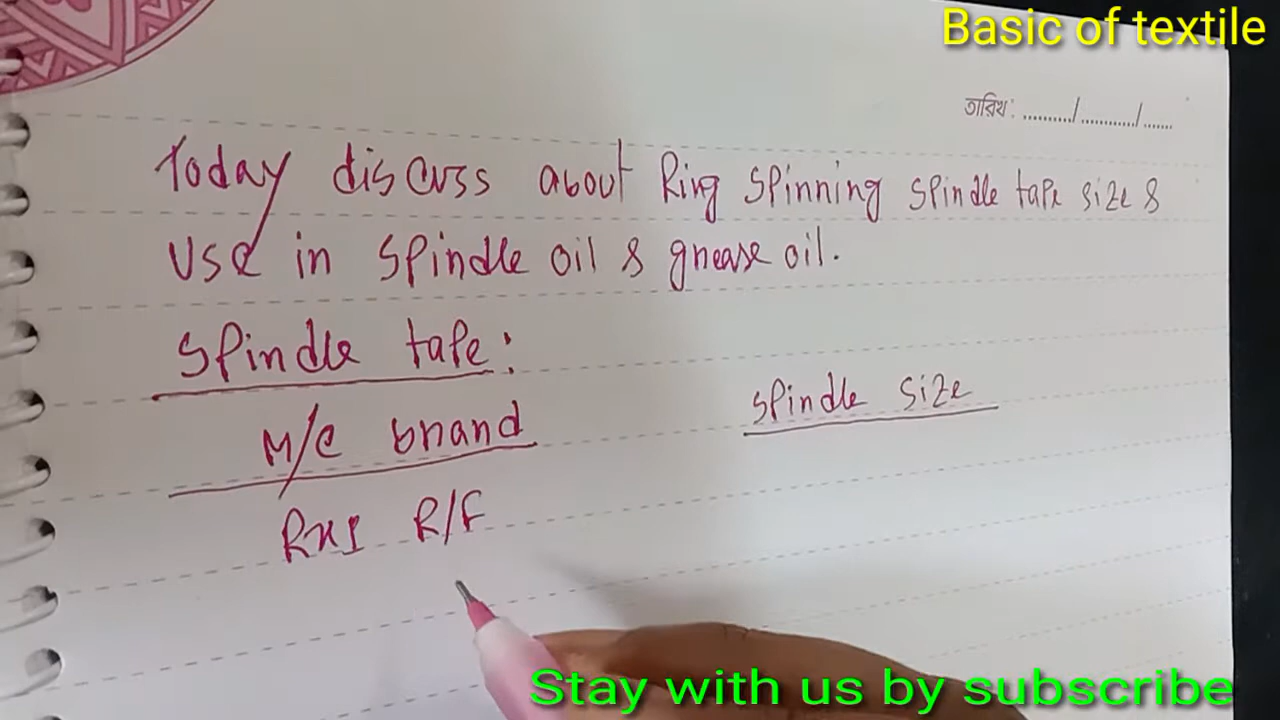 Basic of textile
তারিখ: ........../.........../.......
Today discuss about Ring Spinning spindle tape size &
use in spindle oil & grease oil.
Spindle tape:
M/C brand
Spindle size
RXI R/F
Stay with us by subscribe